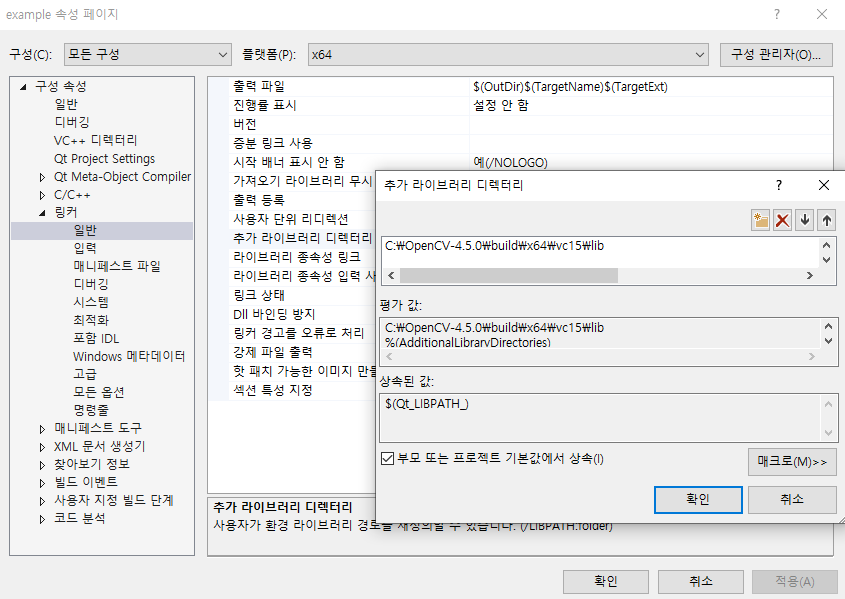 example 속성 페이지
구성(C): 모든 구성 플랫폼(P): x64 구성 관리자(O)...
구성 속성
일반
디버깅
VC++ 디렉터리
Qt Project Settings
Qt Meta-Object Compiler
C/C++
링커
일반
입력
매니페스트 파일
디버깅
시스템
최적화
포함 IDL
Windows 메타데이터
고급
모든 옵션
명령줄
매니페스트 도구
XML 문서 생성기
찾아보기 정보
빌드 이벤트
사용자 지정 빌드 단계
코드 분석
출력 파일 $(OutDir)$(TargetName)$(TargetExt)
진행률 표시 설정 안 함
버전
증분 링크 사용
시작 배너 표시 안 함 예(/NOLOGO)
가져오기 라이브러리 무시
출력 등록
사용자 단위 리디렉션
추가 라이브러리 디렉터리
라이브러리 종속성 링크
라이브러리 종속성 입력 사
링크 상태
Dll 바인딩 방지
링커 경고를 오류로 처리
강제 파일 출력
핫 패치 가능한 이미지 만들
섹션 특성 지정
추가 라이브러리 디렉터리
사용자가 환경 라이브러리 경로를 재정의할 수 있습니다. (/LIBPATH:folder)
추가 라이브러리 디렉터리
C:₩OpenCV-4.5.0₩build₩x64₩vc15₩lib
평가 값:
C:₩OpenCV-4.5.0₩build₩x64₩vc15₩lib
%(AdditionalLibraryDirectories)
상속된 값:
$(Qt_LIBPATH_)
부모 또는 프로젝트 기본값에서 상속(I)
매크로(M)>>
확인 취소
확인 취소 적용(A)